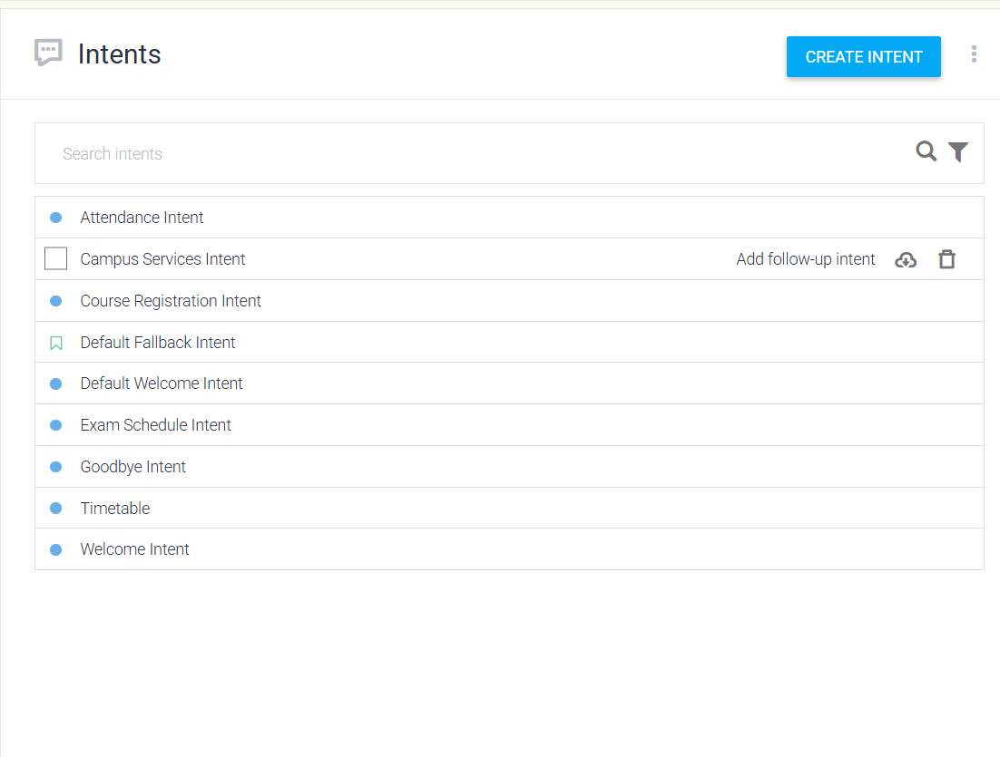 Intents
CREATE INTENT
Search intents
Attendance Intent
Campus Services Intent
Add follow-up intent
Course Registration Intent
Default Fallback Intent
Default Welcome Intent
Exam Schedule Intent
Goodbye Intent
Timetable
Welcome Intent